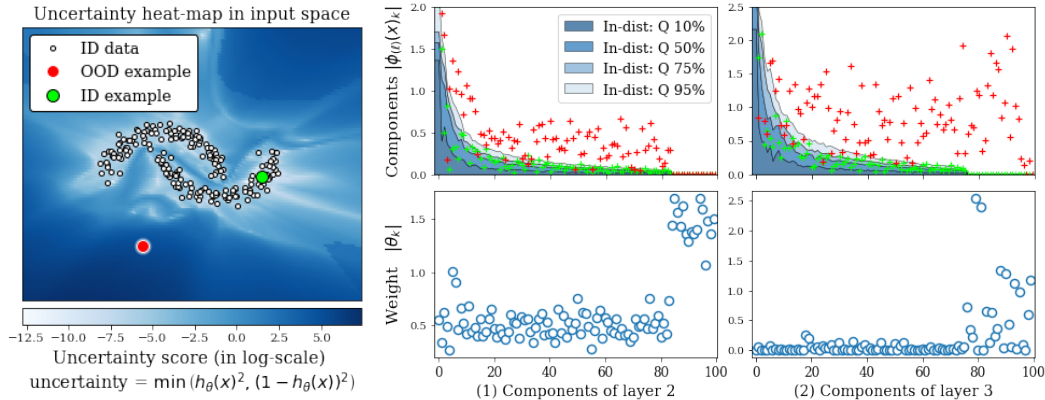 Uncertainty heat-map in input space
ID data
OOD example
ID example
−12.5 −10.0 −7.5 −5.0 −2.5 0.0 2.5 5.0
Uncertainty score (in log-scale)
uncertainty = min (h_θ(x)², (1 − h_θ(x))²)
Components |ϕ_(l)(x)_k|
2.0
1.5
1.0
0.5
0.0
In-dist: Q 10%
In-dist: Q 50%
In-dist: Q 75%
In-dist: Q 95%
2.5
2.0
1.5
1.0
0.5
0.0
Weight |θ_k|
1.5
1.0
0.5
0 20 40 60 80 100
(1) Components of layer 2
2.5
2.0
1.5
1.0
0.5
0.0
0 20 40 60 80 100
(2) Components of layer 3